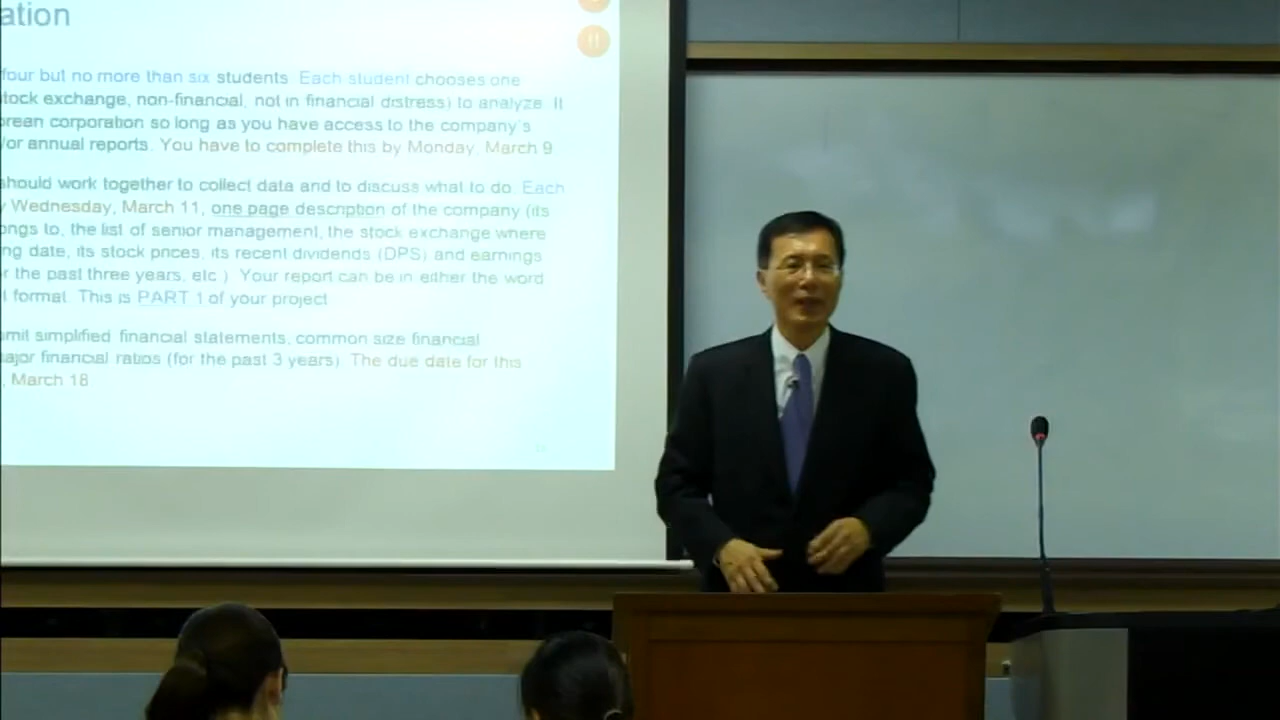 ation
four but no more than six students. Each student chooses one
tock exchange, non-financial, not in financial distress) to analyze. It
rean corporation so long as you have access to the company's
/or annual reports. You have to complete this by Monday, March 9
should work together to collect data and to discuss what to do. Each
y Wednesday, March 11, one page description of the company (its
ongs to, the list of senior management, the stock exchange where
ng date, its stock prices, its recent dividends (DPS) and earnings
r the past three years, etc.). Your report can be in either the word
l format. This is PART 1 of your project
mit simplified financial statements, common size financial
ajor financial ratios (for the past 3 years). The due date for this
, March 18